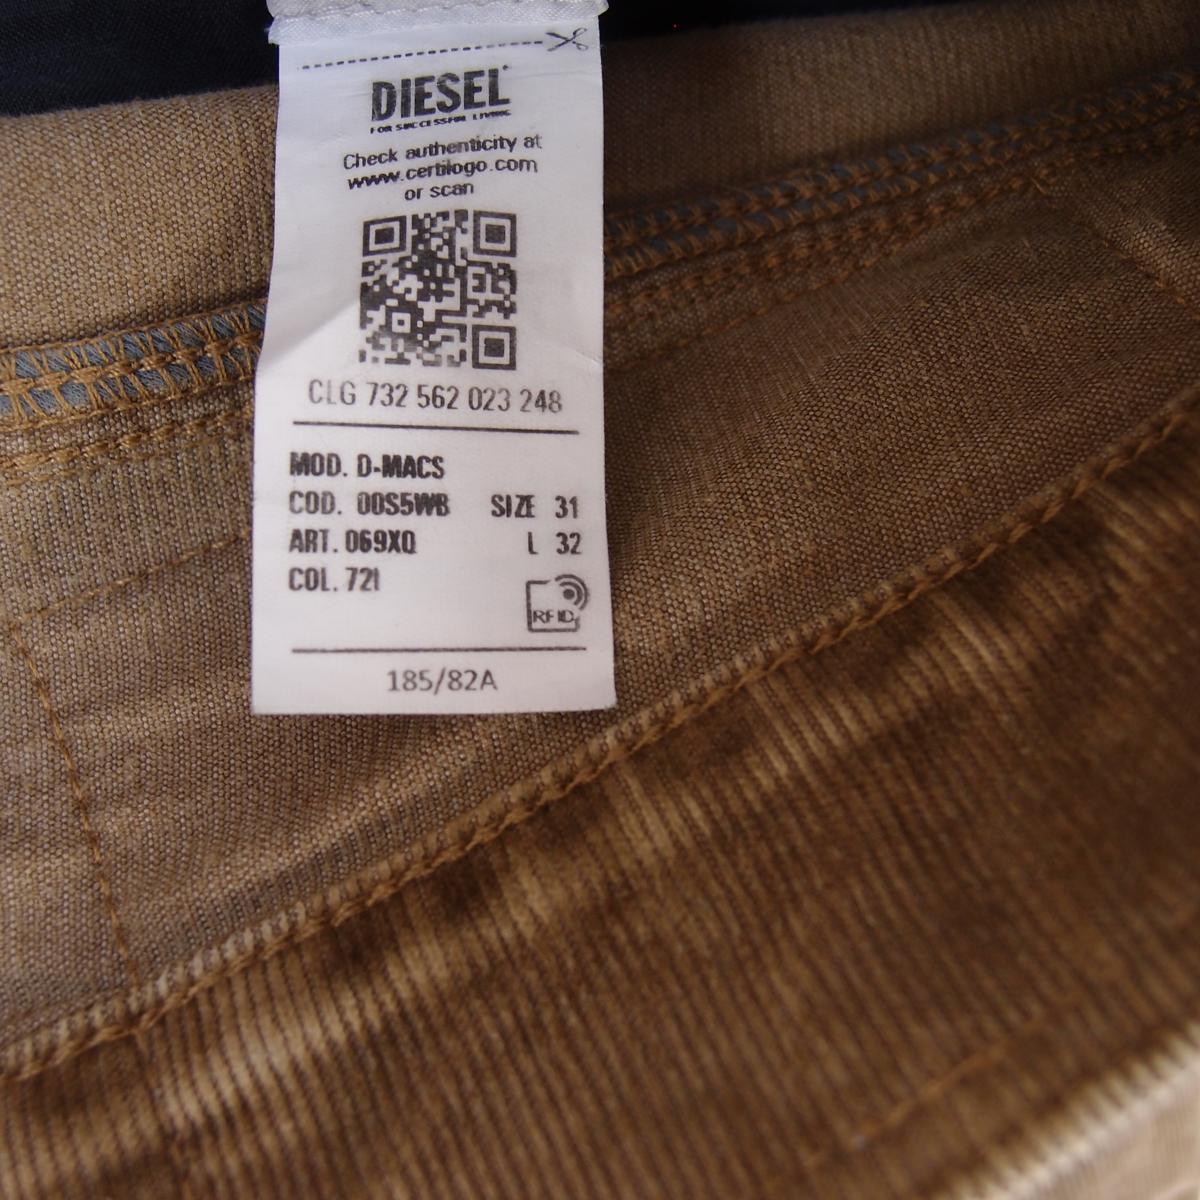 DIESEL
FOR SUCCESSFUL LIVING
Check authenticity at
www.certilogo.com
or scan
CLG 732 562 023 248
MOD. D-MACS
COD. 00S5WB SIZE 31
ART. 069XQ L 32
COL. 721
RFID
185/82A